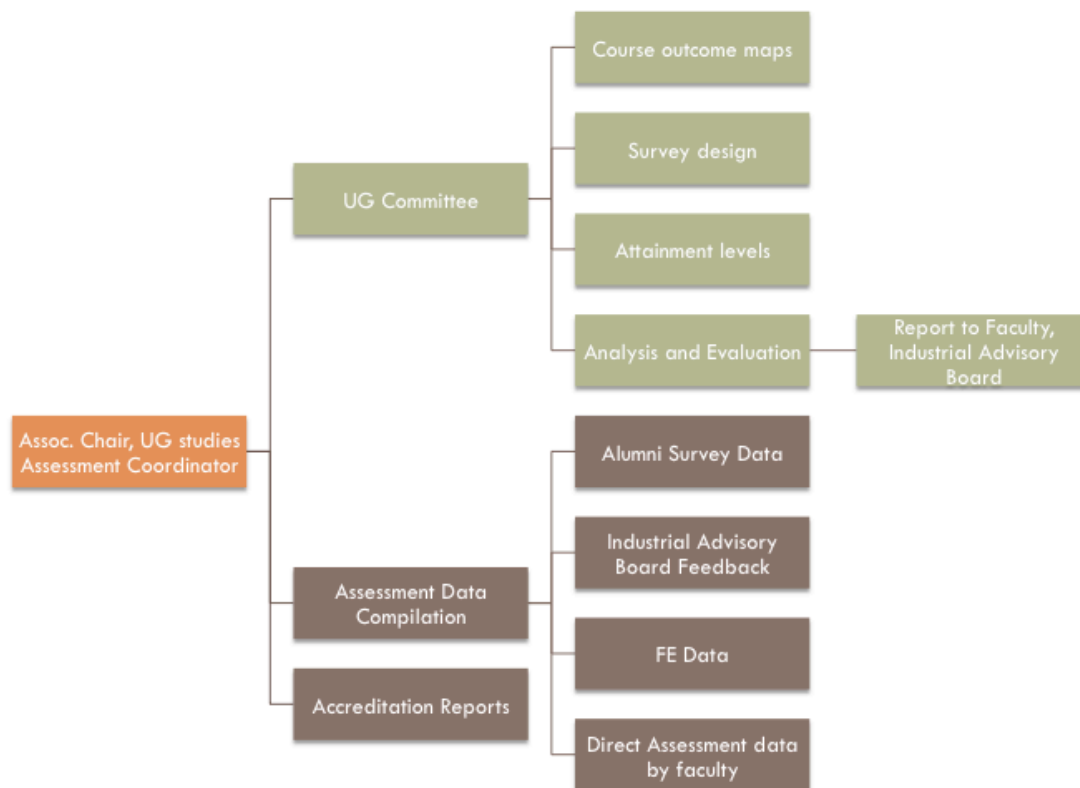 Course outcome maps
Survey design
UG Committee
Attainment levels
Analysis and Evaluation
Report to Faculty,
Industrial Advisory
Board
Assoc. Chair, UG studies
Assessment Coordinator
Alumni Survey Data
Industrial Advisory
Board Feedback
Assessment Data
Compilation
FE Data
Accreditation Reports
Direct Assessment data
by faculty